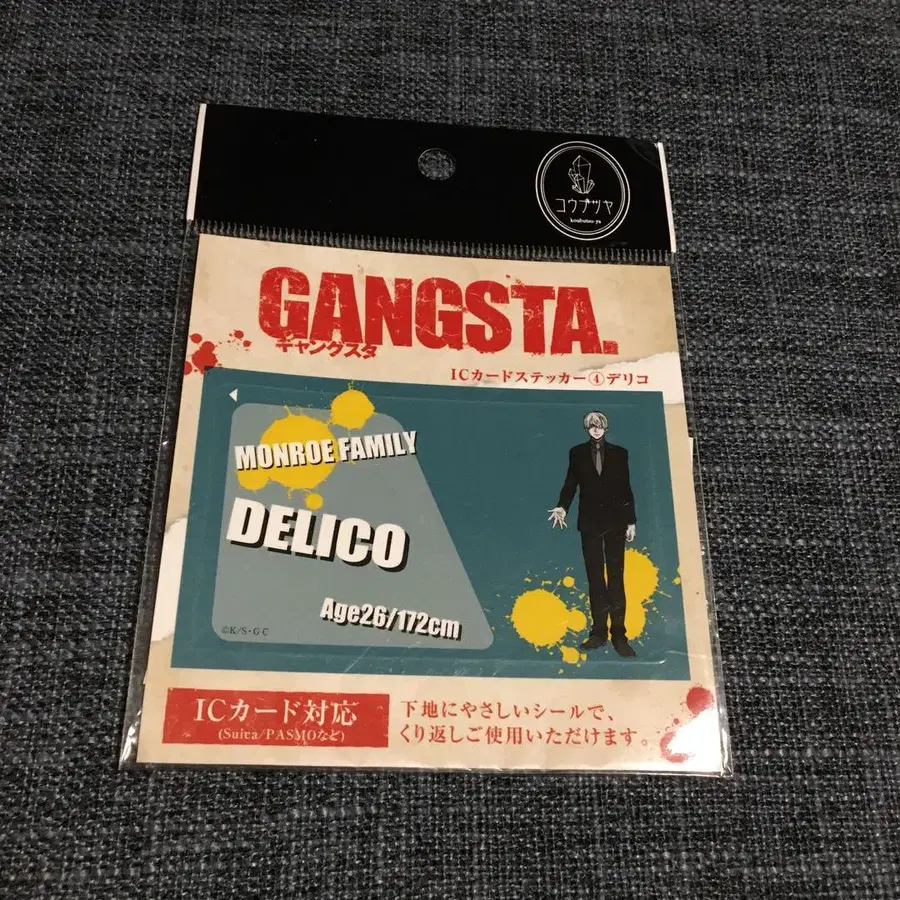 コウブツヤ
koubutsu-ya
GANGSTA.
ギャングスタ
ICカードステッカー④デリコ
MONROE FAMILY
DELICO
Age26/172cm
©K/S・GC
ICカード対応
(Suica/PASMOなど)
下地にやさしいシールで、
くり返しご使用いただけます。